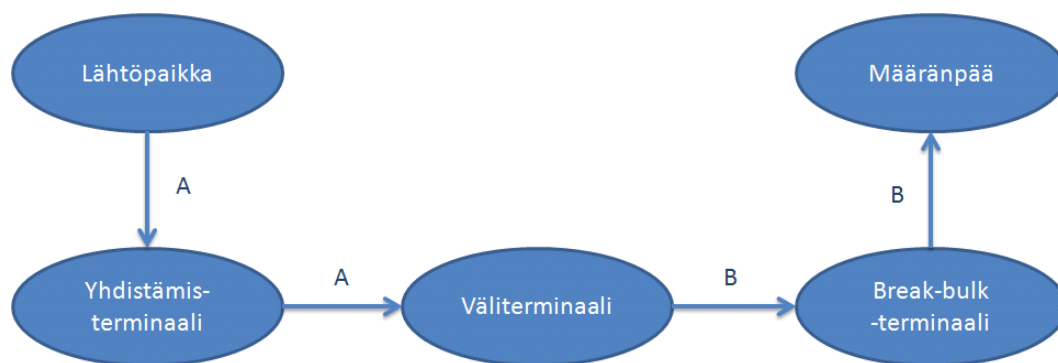 Lähtöpaikka
Määränpää
A
B
Yhdistämis-
terminaali
A
Väliterminaali
B
Break-bulk
-terminaali